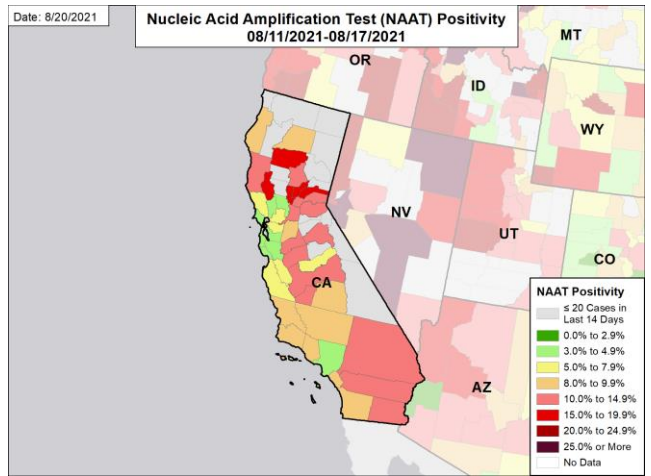 Date: 8/20/2021
Nucleic Acid Amplification Test (NAAT) Positivity
08/11/2021-08/17/2021
MT
OR
ID
WY
NV
UT
CO
CA
AZ
NAAT Positivity
≤ 20 Cases in
Last 14 Days
0.0% to 2.9%
3.0% to 4.9%
5.0% to 7.9%
8.0% to 9.9%
10.0% to 14.9%
15.0% to 19.9%
20.0% to 24.9%
25.0% or More
No Data